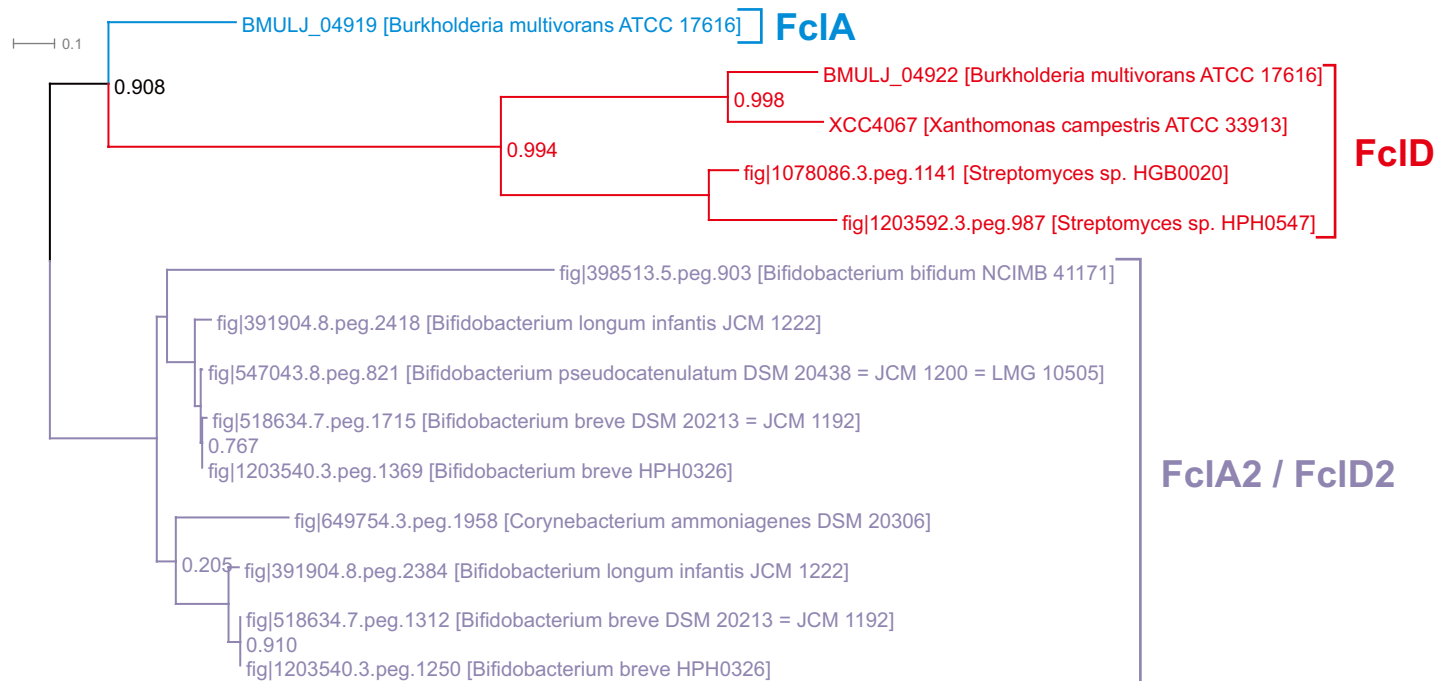 BMULJ_04919 [Burkholderia multivorans ATCC 17616]
FclA
0.1
BMULJ_04922 [Burkholderia multivorans ATCC 17616]
0.908
0.998
XCC4067 [Xanthomonas campestris ATCC 33913]
0.994
FclD
fig|1078086.3.peg.1141 [Streptomyces sp. HGB0020]
fig|1203592.3.peg.987 [Streptomyces sp. HPH0547]
fig|398513.5.peg.903 [Bifidobacterium bifidum NCIMB 41171]
fig|391904.8.peg.2418 [Bifidobacterium longum infantis JCM 1222]
fig|547043.8.peg.821 [Bifidobacterium pseudocatenulatum DSM 20438 = JCM 1200 = LMG 10505]
fig|518634.7.peg.1715 [Bifidobacterium breve DSM 20213 = JCM 1192]
0.767
fig|1203540.3.peg.1369 [Bifidobacterium breve HPH0326]
FclA2 / FclD2
fig|649754.3.peg.1958 [Corynebacterium ammoniagenes DSM 20306]
0.205
fig|391904.8.peg.2384 [Bifidobacterium longum infantis JCM 1222]
fig|518634.7.peg.1312 [Bifidobacterium breve DSM 20213 = JCM 1192]
0.910
fig|1203540.3.peg.1250 [Bifidobacterium breve HPH0326]